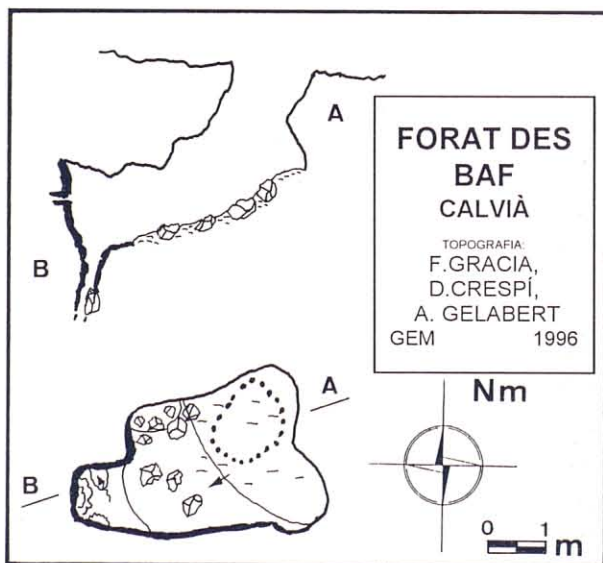 A
B
FORAT DES
BAF
CALVIÀ
TOPOGRAFIA:
F.GRACIA,
D.CRESPÍ,
A. GELABERT
GEM 1996
A
B
Nm
0 1
m